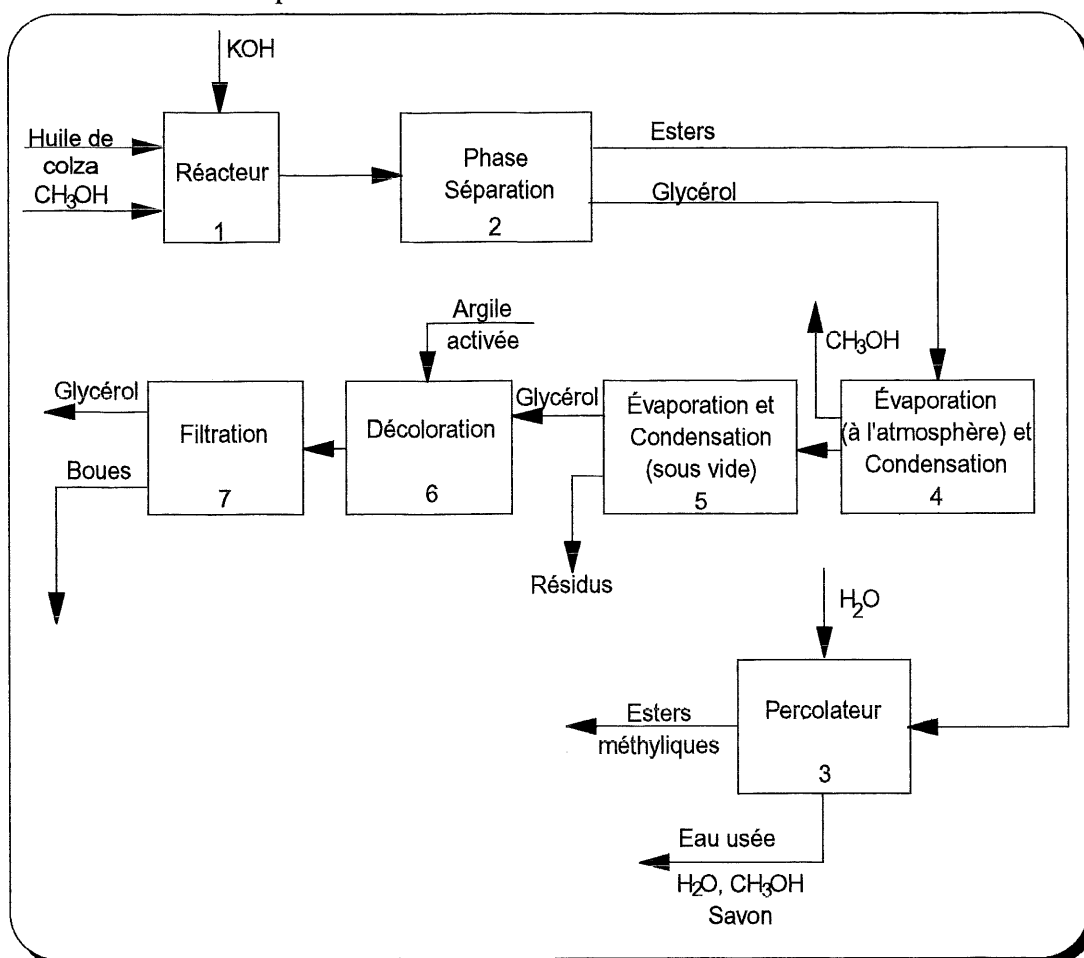 KOH
Huile de
colza
CH₃OH
Réacteur
1
Phase
Séparation
2
Esters
Glycérol
Argile
activée
CH₃OH
Glycérol
Boues
Filtration
7
Décoloration
6
Glycérol
Évaporation et
Condensation
(sous vide)
5
Évaporation
(à l'atmosphère) et
Condensation
4
Résidus
H₂O
Esters
méthyliques
Percolateur
3
Eau usée
H₂O, CH₃OH
Savon